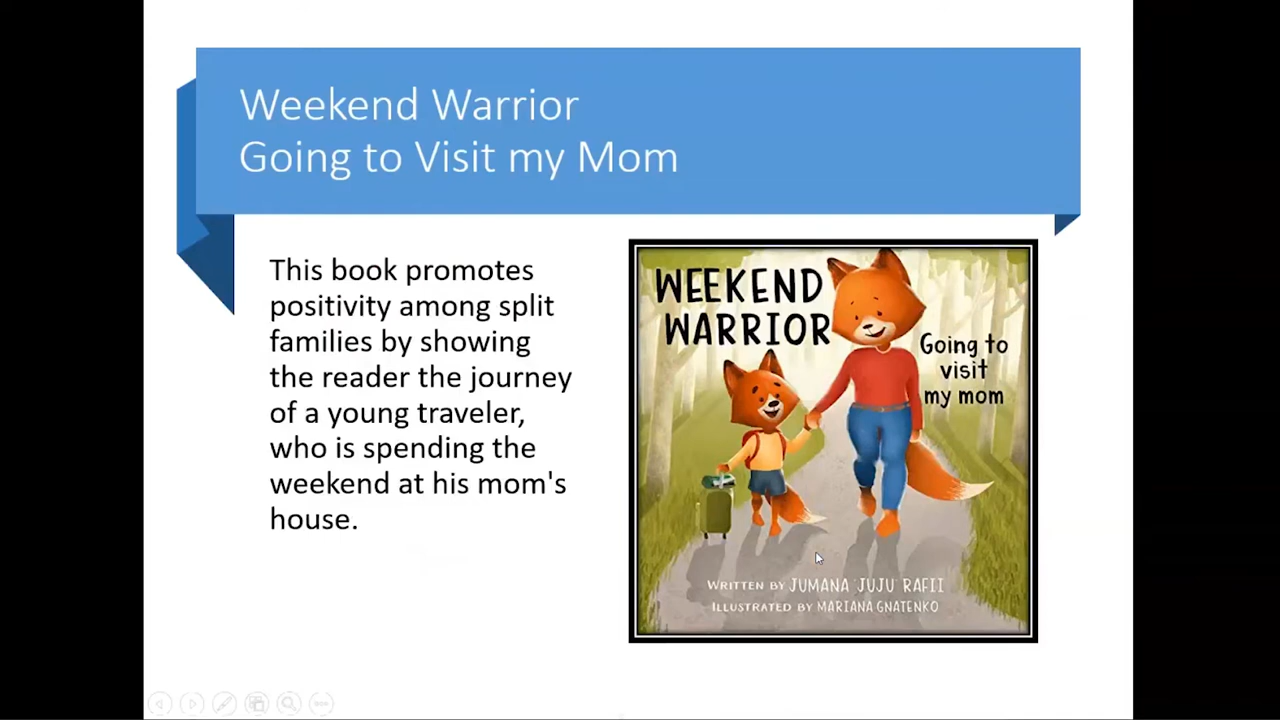 Weekend Warrior
Going to Visit my Mom
This book promotes
positivity among split
families by showing
the reader the journey
of a young traveler,
who is spending the
weekend at his mom's
house.
WEEKEND
WARRIOR
Going to
visit
my mom
WRITTEN BY JUMANA JUJU RAFII
ILLUSTRATED BY MARIANA GNATENKO